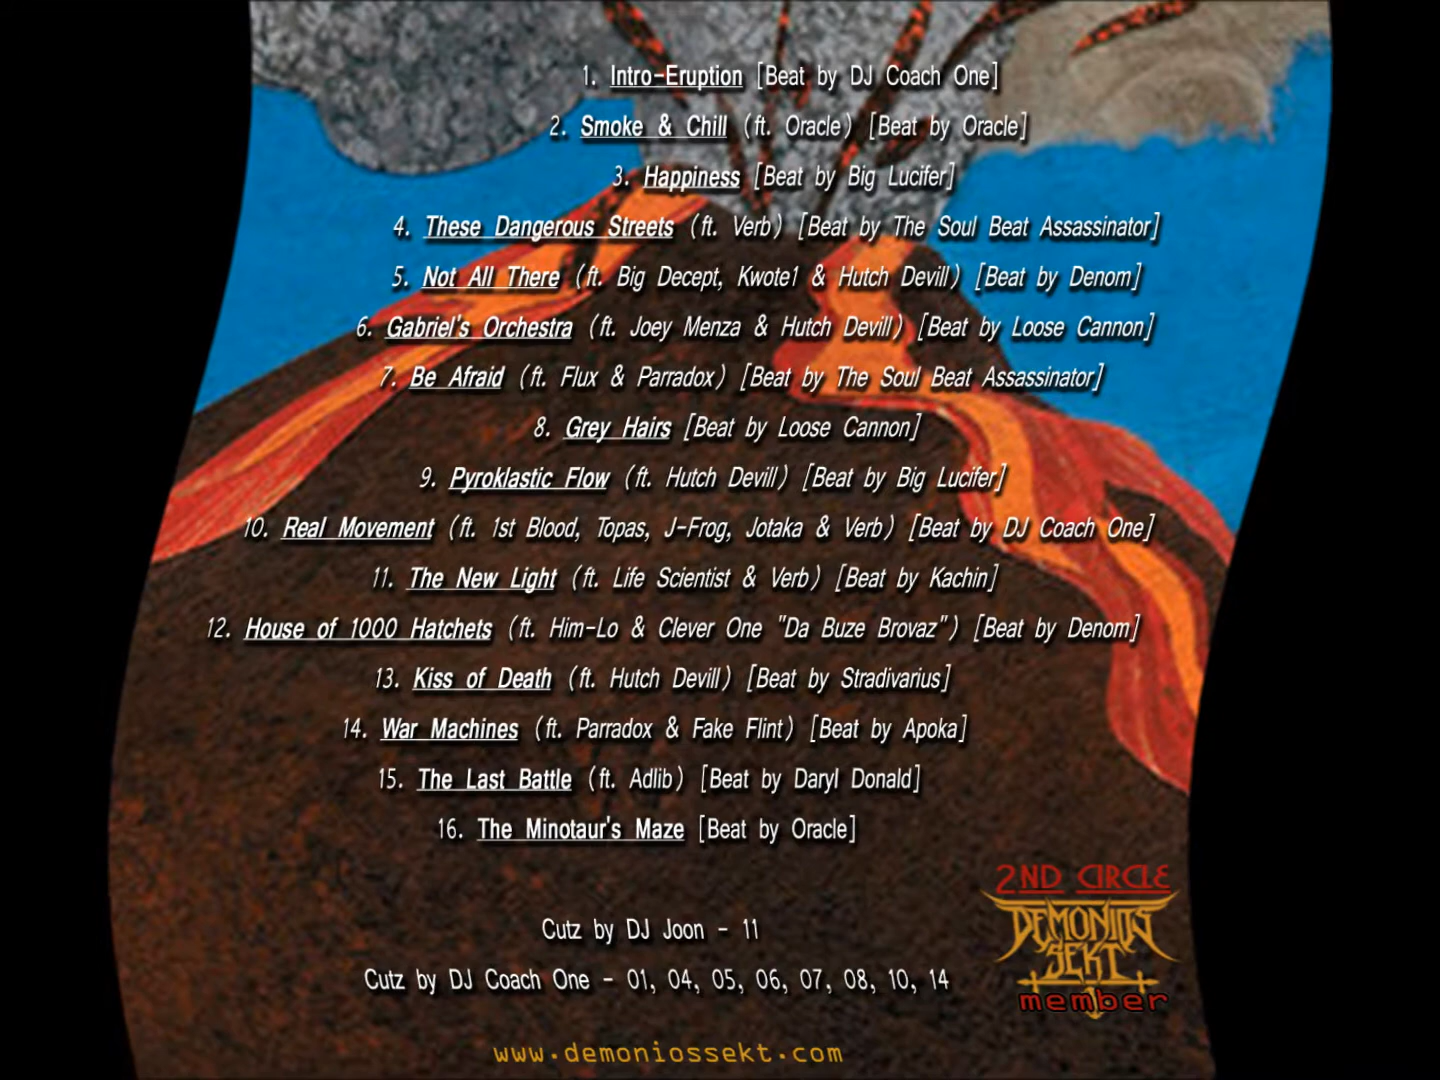 1. Intro-Eruption [Beat by DJ Coach One]
2. Smoke & Chill (ft. Oracle) [Beat by Oracle]
3. Happiness [Beat by Big Lucifer]
4. These Dangerous Streets (ft. Verb) [Beat by The Soul Beat Assassinator]
5. Not All There (ft. Big Decept, Kwote1 & Hutch Devill) [Beat by Denom]
6. Gabriel's Orchestra (ft. Joey Menza & Hutch Devill) [Beat by Loose Cannon]
7. Be Afraid (ft. Flux & Parradox) [Beat by The Soul Beat Assassinator]
8. Grey Hairs [Beat by Loose Cannon]
9. Pyroklastic Flow (ft. Hutch Devill) [Beat by Big Lucifer]
10. Real Movement (ft. 1st Blood, Topas, J-Frog, Jotaka & Verb) [Beat by DJ Coach One]
11. The New Light (ft. Life Scientist & Verb) [Beat by Kachin]
12. House of 1000 Hatchets (ft. Him-Lo & Clever One "Da Buze Brovaz") [Beat by Denom]
13. Kiss of Death (ft. Hutch Devill) [Beat by Stradivarius]
14. War Machines (ft. Parradox & Fake Flint) [Beat by Apoka]
15. The Last Battle (ft. Adlib) [Beat by Daryl Donald]
16. The Minotaur's Maze [Beat by Oracle]
2ND CIRCLE
DEMONIOS
SEKT
member
Cutz by DJ Joon - 11
Cutz by DJ Coach One - 01, 04, 05, 06, 07, 08, 10, 14
www.demoniossekt.com